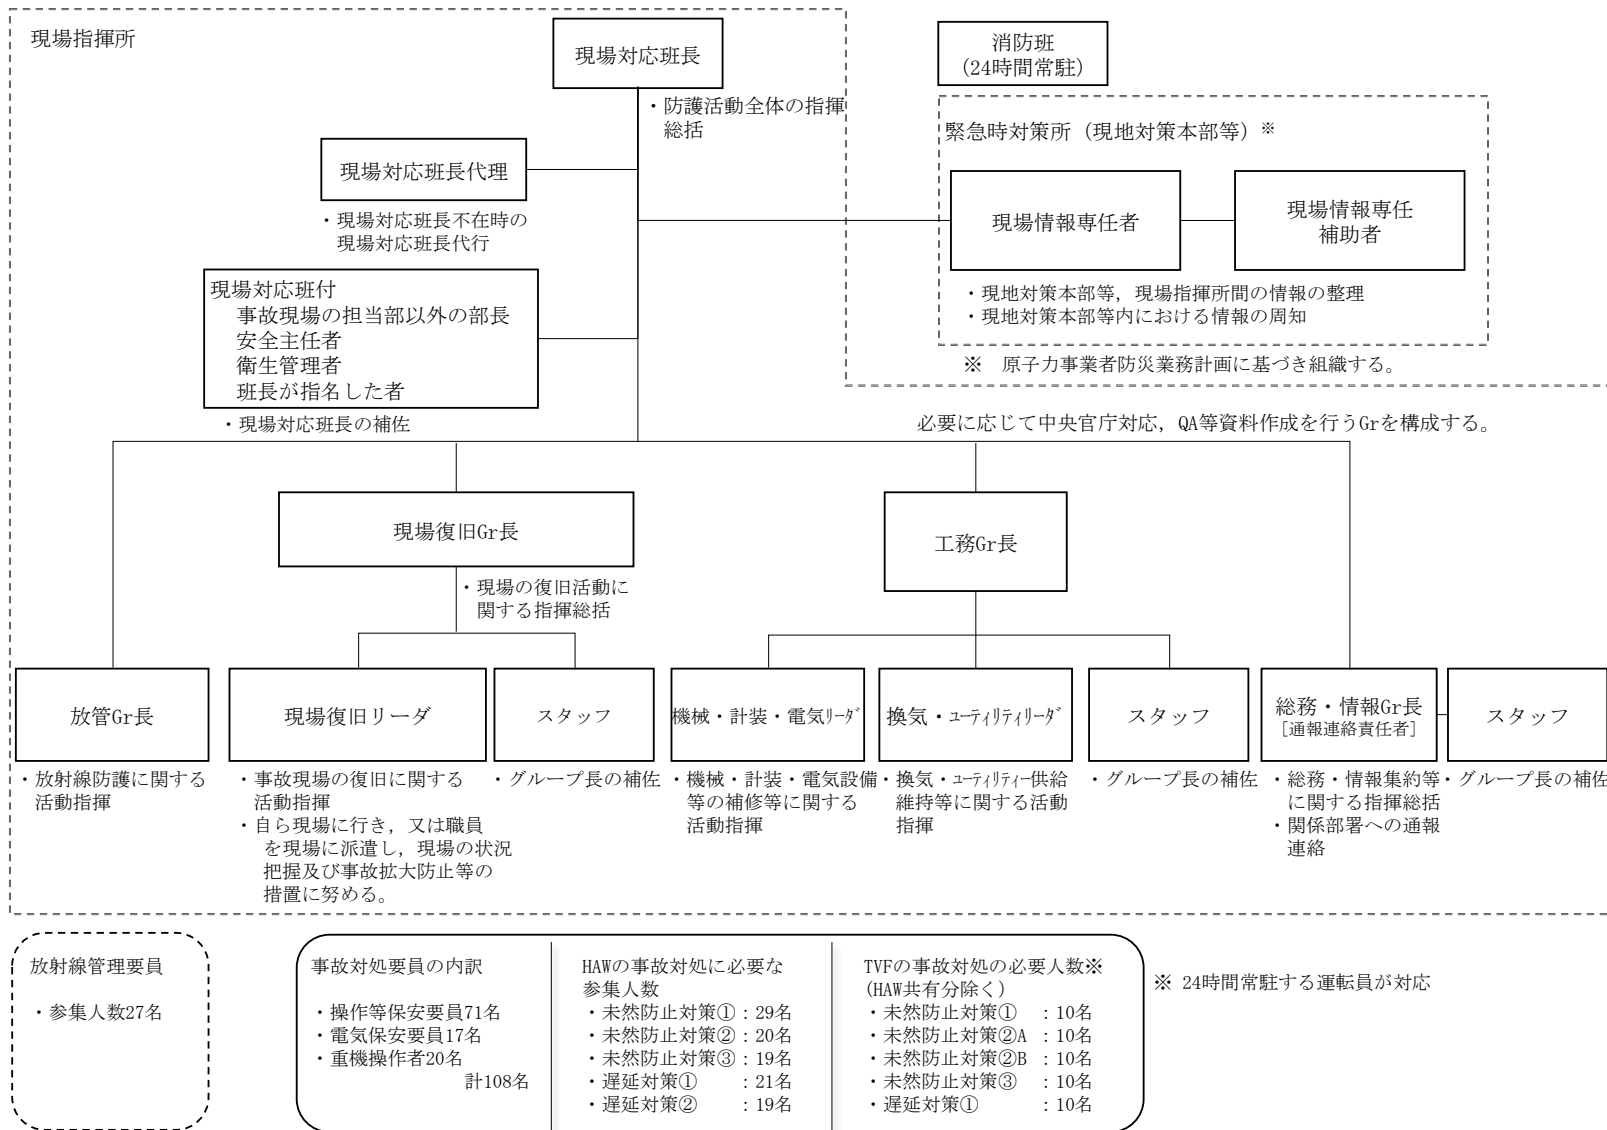 現場指揮所
現場対応班長
・防護活動全体の指揮
総括
消防班
(24時間常駐)
現場対応班長代理
・現場対応班長不在時の
現場対応班長代行
緊急時対策所（現地対策本部等）※
現場情報専任者
現場情報専任
補助者
・現地対策本部等，現場指揮所間の情報の整理
・現地対策本部等内における情報の周知
※　原子力事業者防災業務計画に基づき組織する。
現場対応班付
事故現場の担当部以外の部長
安全主任者
衛生管理者
班長が指名した者
・現場対応班長の補佐
必要に応じて中央官庁対応，QA等資料作成を行うGrを構成する。
現場復旧Gr長
・現場の復旧活動に
関する指揮総括
工務Gr長
放管Gr長
・放射線防護に関する
活動指揮
現場復旧リーダ
・事故現場の復旧に関する
活動指揮
・自ら現場に行き，又は職員
を現場に派遣し，現場の状況
把握及び事故拡大防止等の
措置に努める。
スタッフ
・グループ長の補佐
機械・計装・電気ﾘｰﾀﾞ
・機械・計装・電気設備
等の補修等に関する
活動指揮
換気・ﾕｰﾃｨﾘﾃｨﾘｰﾀﾞ
・換気・ﾕｰﾃｨﾘﾃｨｰ供給
維持等に関する活動
指揮
スタッフ
・グループ長の補佐
総務・情報Gr長
［通報連絡責任者］
・総務・情報集約等
に関する指揮総括
・関係部署への通報
連絡
スタッフ
・グループ長の補佐
放射線管理要員
・参集人数27名
事故対処要員の内訳
・操作等保安要員71名
・電気保安要員17名
・重機操作者20名
計108名
HAWの事故対処に必要な
参集人数
・未然防止対策①：29名
・未然防止対策②：20名
・未然防止対策③：19名
・遅延対策①　　：21名
・遅延対策②　　：19名
TVFの事故対処の必要人数※
(HAW共有分除く)
・未然防止対策①　：10名
・未然防止対策②A　：10名
・未然防止対策②B　：10名
・未然防止対策③　：10名
・遅延対策①　　　：10名
※ 24時間常駐する運転員が対応